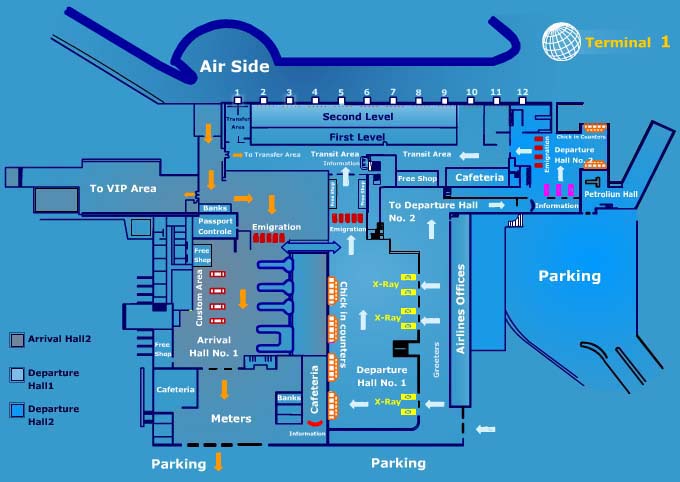 Terminal 1
Air Side
1 2 3 4 5 6 7 8 9 10 11 12
Transfer
Area
Second Level
First Level
Chick in Counters
Emigration
Departure
Hall No. 2
To Transfer Area
Transit Area
Information
Transit Area
Free Shop
Cafeteria
Petroliun Hall
To VIP Area
Free Shop
Free Shop
To Departure Hall
No. 2
Information
Banks
Passport
Controle
Emigration
Emigration
Free
Shop
Parking
Custom Area
Chick in counters
X-Ray
X-Ray
Airlines Offices
Arrival Hall2
Free
Shop
Arrival
Hall No. 1
Greeters
Departure
Hall1
Departure
Hall No. 1
Cafeteria
Cafeteria
Banks
X-Ray
Departure
Hall2
Meters
Information
Parking
Parking